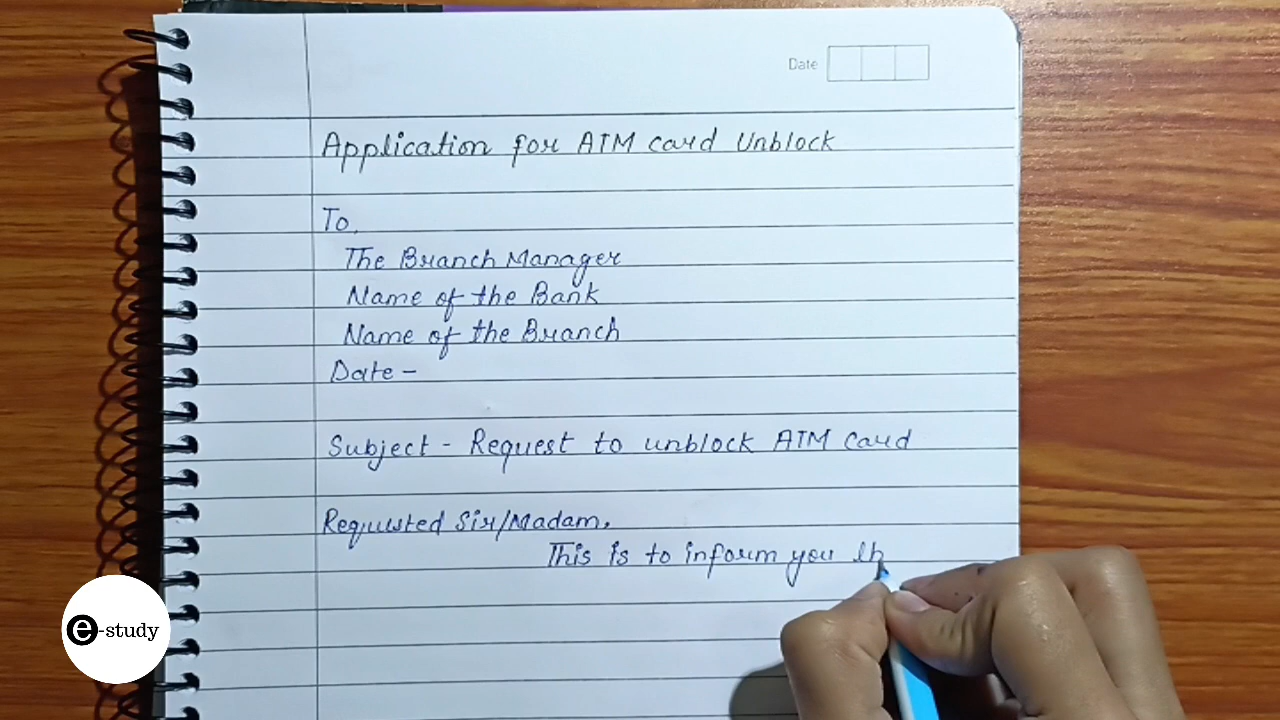 Date
Application for ATM card Unblock
To,
The Branch Manager
Name of the Bank
Name of the Branch
Date -
Subject - Request to unblock ATM card
Requested Sir/Madam,
This is to inform you th
e-study